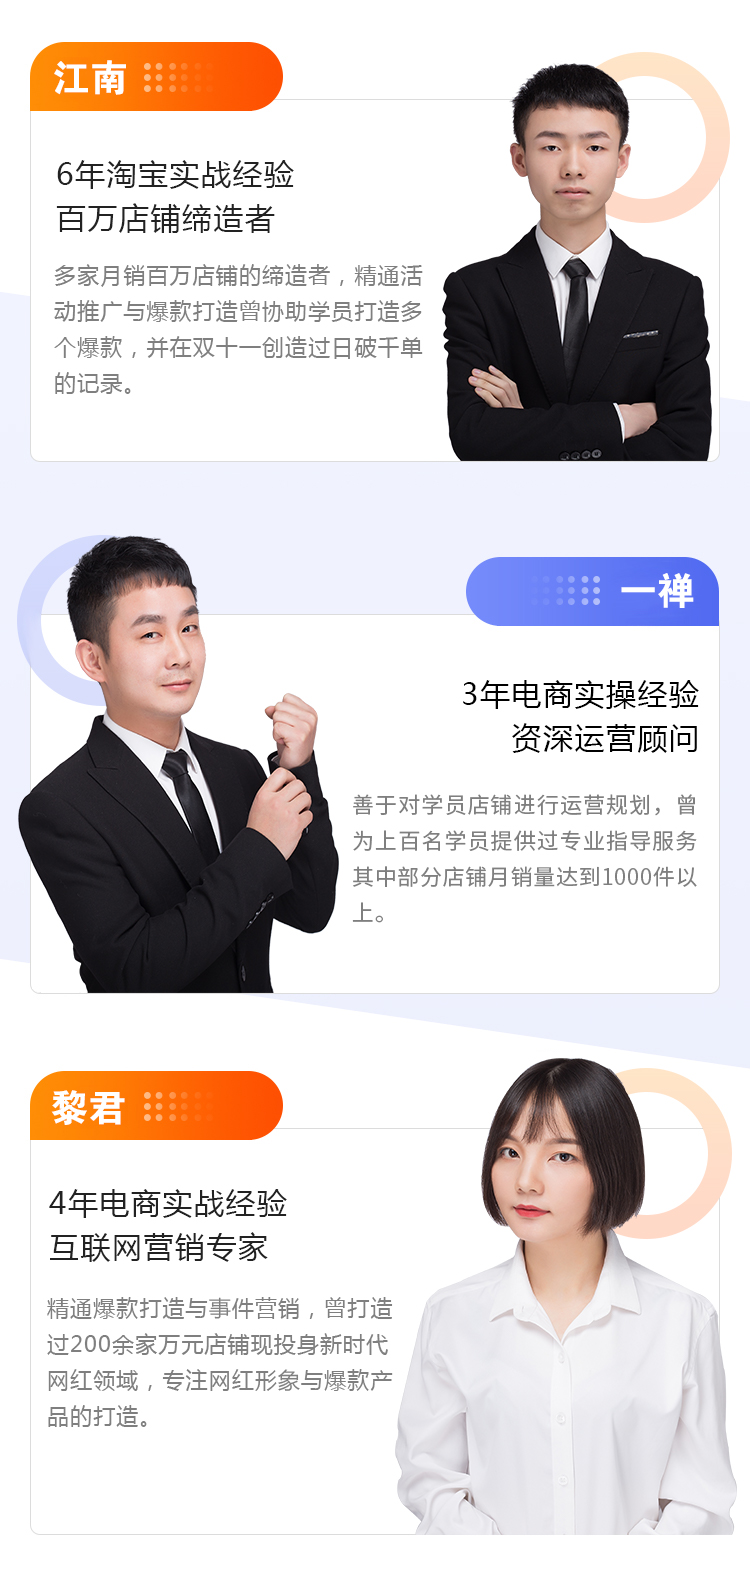 江南
6年淘宝实战经验
百万店铺缔造者
多家月销百万店铺的缔造者，精通活
动推广与爆款打造曾协助学员打造多
个爆款，并在双十一创造过日破千单
的记录。
一禅
3年电商实操经验
资深运营顾问
善于对学员店铺进行运营规划，曾
为上百名学员提供过专业指导服务
其中部分店铺月销量达到1000件以
上。
黎君
4年电商实战经验
互联网营销专家
精通爆款打造与事件营销，曾打造
过200余家万元店铺现投身新时代
网红领域，专注网红形象与爆款产
品的打造。